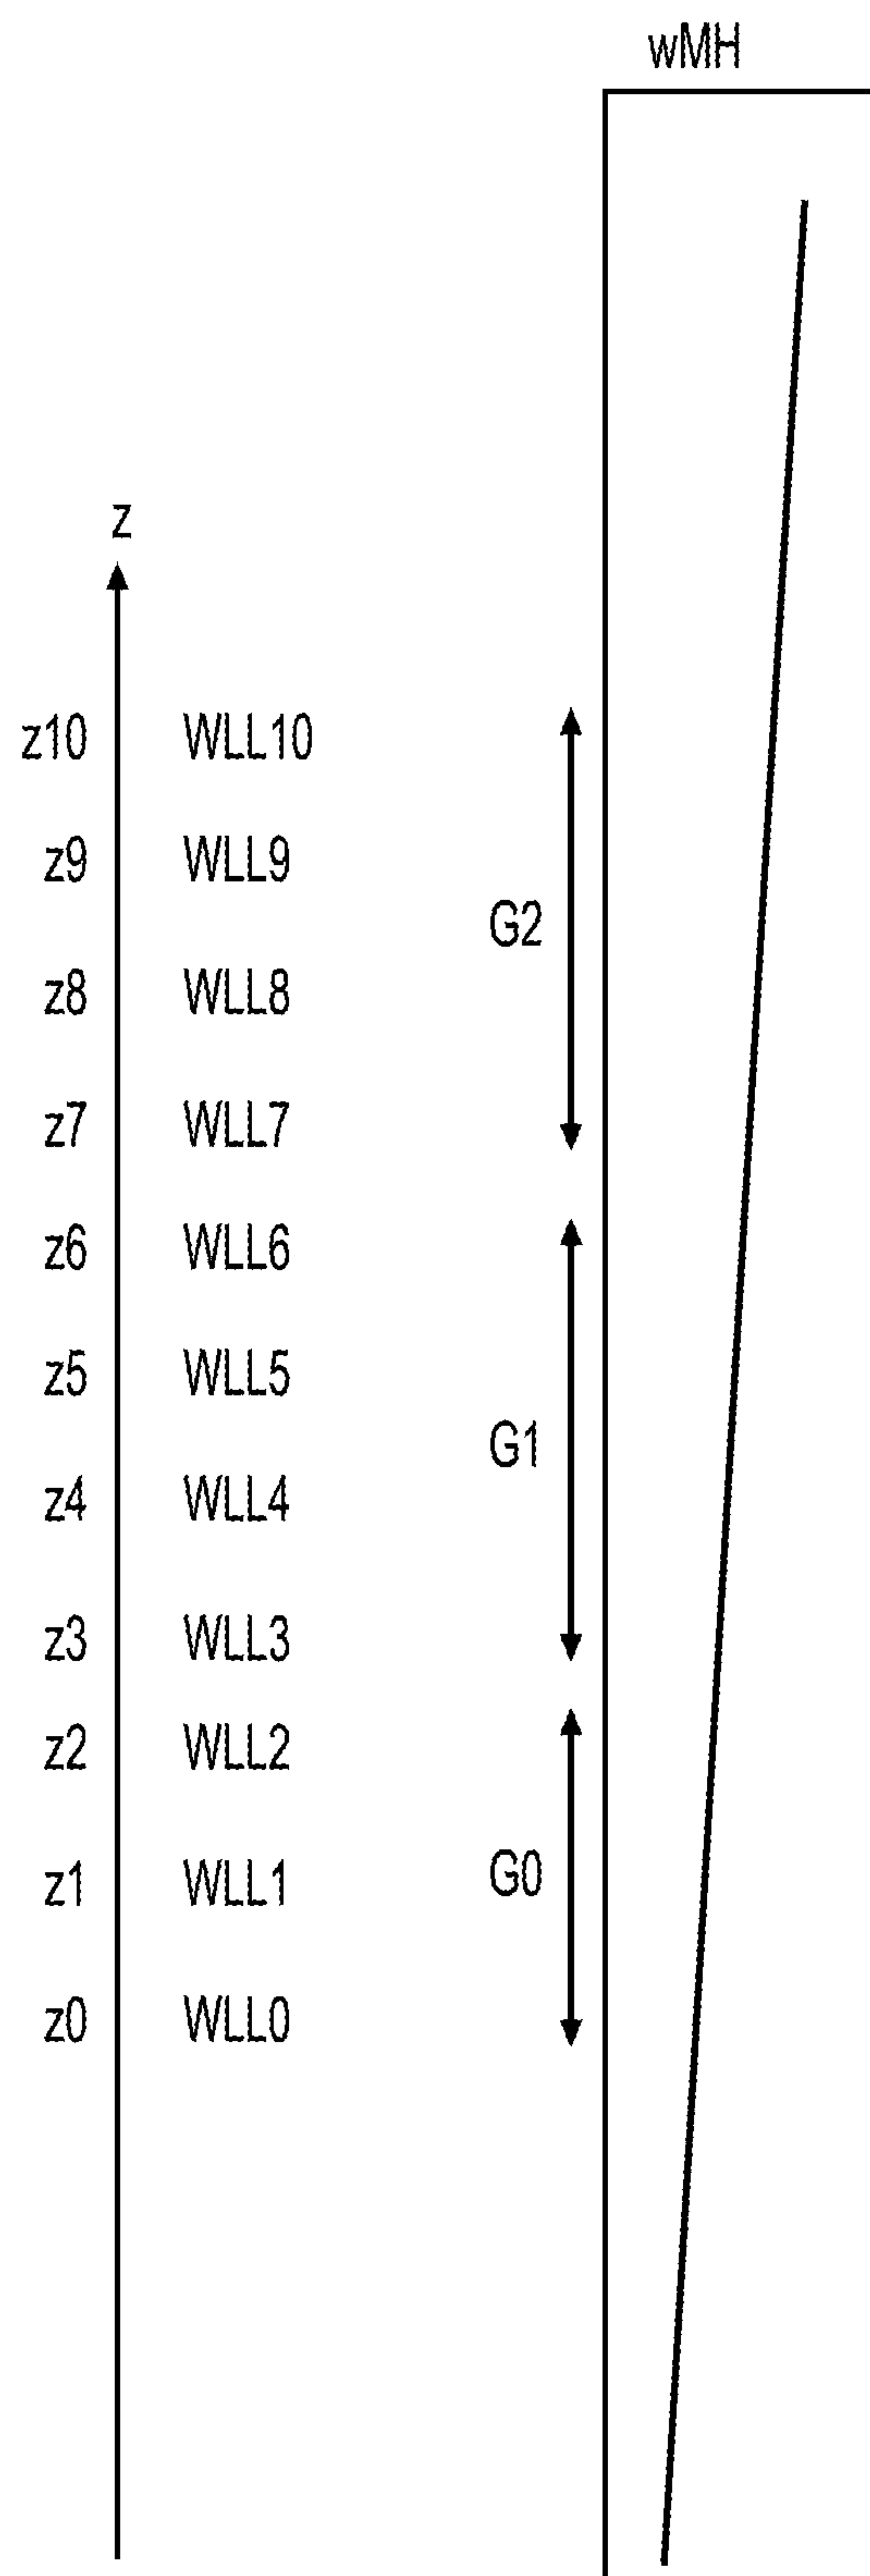 wMH
z
z10 WLL10
z9 WLL9
G2
z8 WLL8
z7 WLL7
z6 WLL6
z5 WLL5
G1
z4 WLL4
z3 WLL3
z2 WLL2
z1 WLL1 G0
z0 WLL0